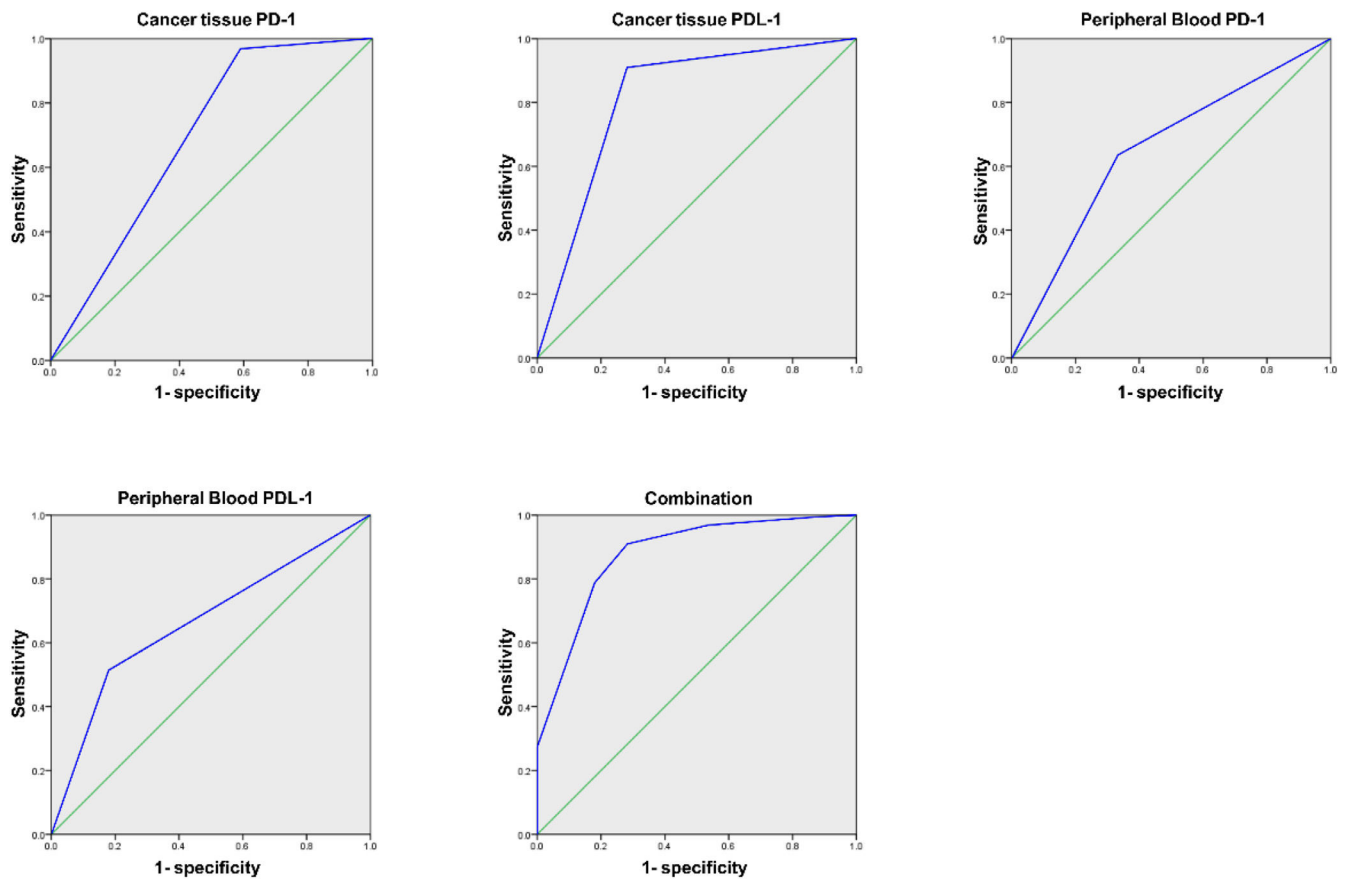 Cancer tissue PD-1
1.0
0.8
0.6
0.4
0.2
0.0
Sensitivity
0.0 0.2 0.4 0.6 0.8 1.0
1- specificity
Cancer tissue PDL-1
1.0
0.8
0.6
0.4
0.2
0.0
Sensitivity
0.0 0.2 0.4 0.6 0.8 1.0
1- specificity
Peripheral Blood PD-1
1.0
0.8
0.6
0.4
0.2
0.0
Sensitivity
0.0 0.2 0.4 0.6 0.8 1.0
1- specificity
Peripheral Blood PDL-1
1.0
0.8
0.6
0.4
0.2
0.0
Sensitivity
0.0 0.2 0.4 0.6 0.8 1.0
1- specificity
Combination
1.0
0.8
0.6
0.4
0.2
0.0
Sensitivity
0.0 0.2 0.4 0.6 0.8 1.0
1- specificity